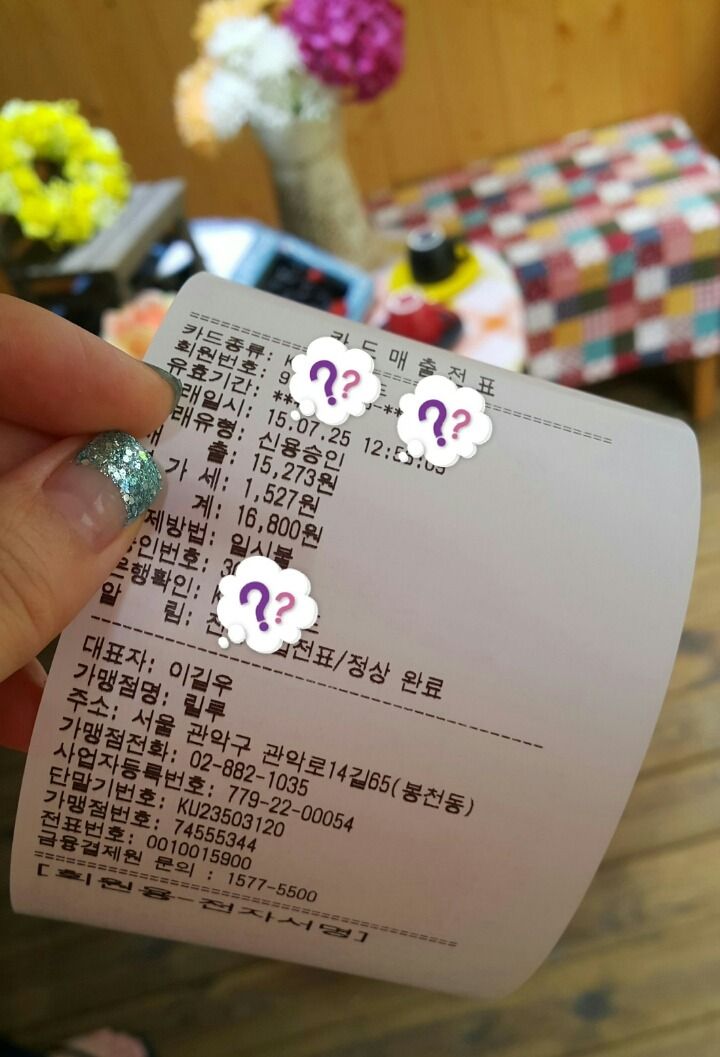 카드매출전표
카드종류: K
회원번호: 9
유효기간: **
래일시: 15.07.25 12:
래유형: 신용승인
출: 15,273원
가 세: 1,527원
계: 16,800원
제방법: 일시불
인번호: 3
은행확인:
알 림: 전표/정상 완료
대표자: 이길우
가맹점명: 릴루
주소: 서울 관악구 관악로14길65(봉천동)
가맹점전화: 02-882-1035
사업자등록번호: 779-22-00054
단말기번호: KU23503120
가맹점번호: 74555344
전표번호: 0010015900
금융결제원 문의 : 1577-5500
[회원용-전자서명]